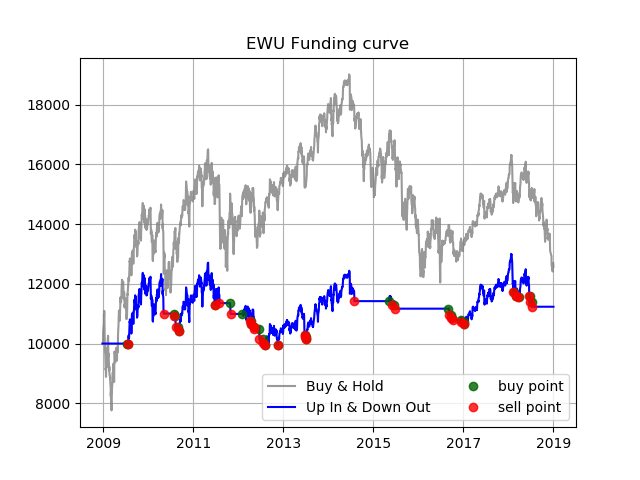 EWU Funding curve
18000
16000
14000
12000
10000
8000
Buy & Hold
Up In & Down Out
buy point
sell point
2009 2011 2013 2015 2017 2019